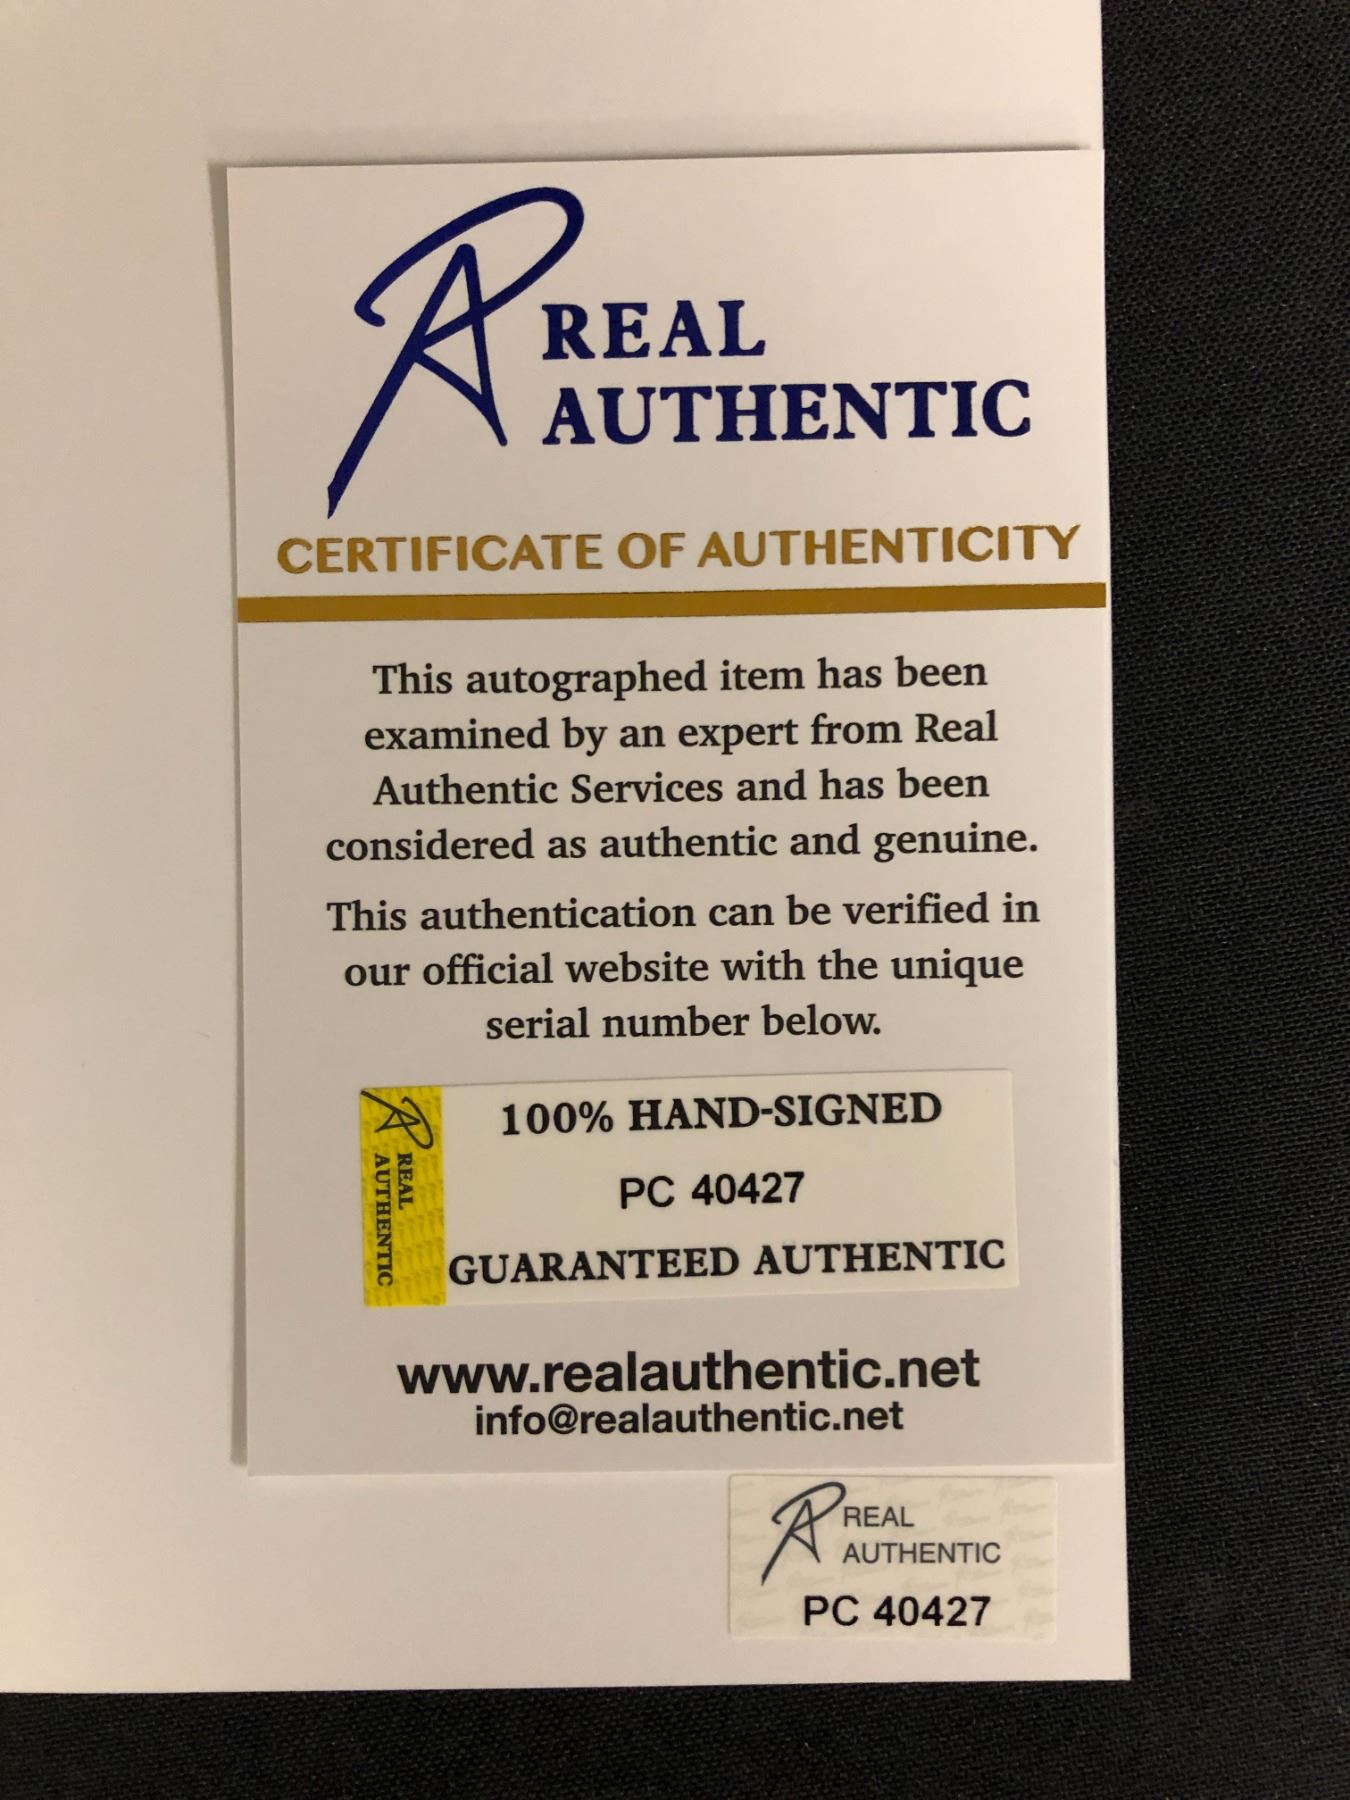 REAL
AUTHENTIC
CERTIFICATE OF AUTHENTICITY
This autographed item has been
examined by an expert from Real
Authentic Services and has been
considered as authentic and genuine.
This authentication can be verified in
our official website with the unique
serial number below.
REAL
AUTHENTIC
100% HAND-SIGNED
PC 40427
GUARANTEED AUTHENTIC
www.realauthentic.net
info@realauthentic.net
REAL
AUTHENTIC
PC 40427